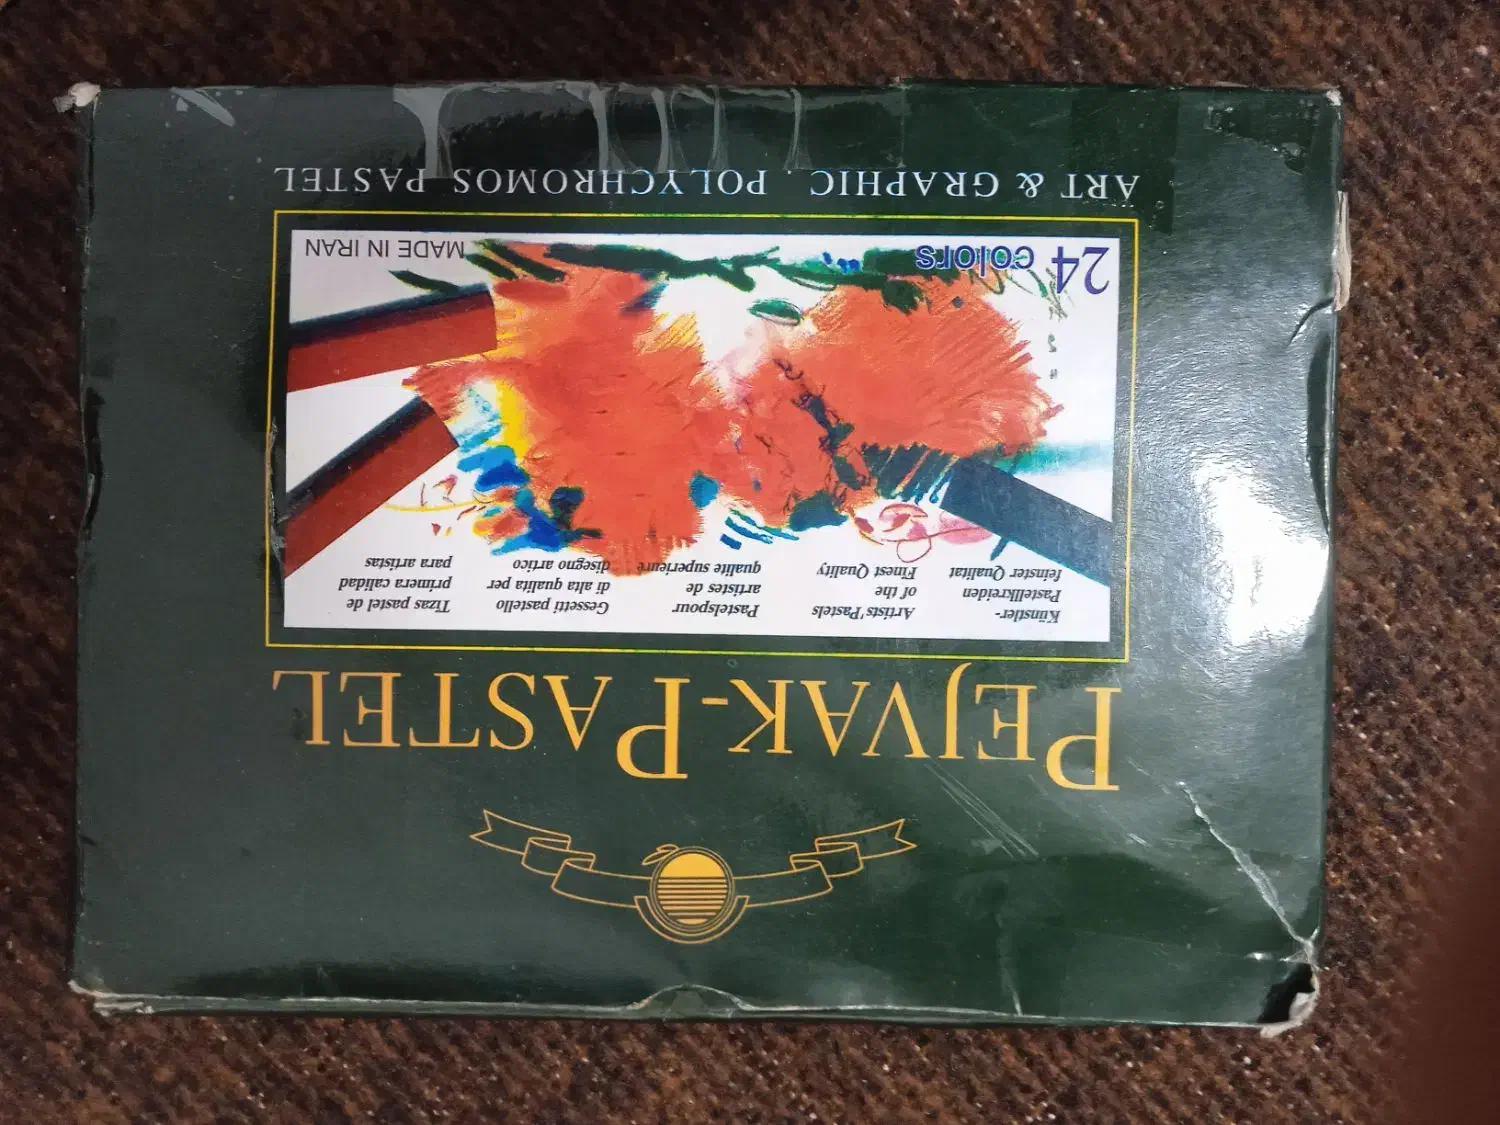 PEJVAK-PASTEL
Künstler-
Pastellkreiden
feinster Qualitat
Artists'Pastels
of the
Finest Quality
Pastelspour
artistes de
qualite superieure
Gessetti pastello
di alta qualita per
disegno artico
Tizas pastel de
primera calidad
para artistas
24 colors
MADE IN IRAN
ART & GRAPHIC. POLYCHROMOS PASTEL